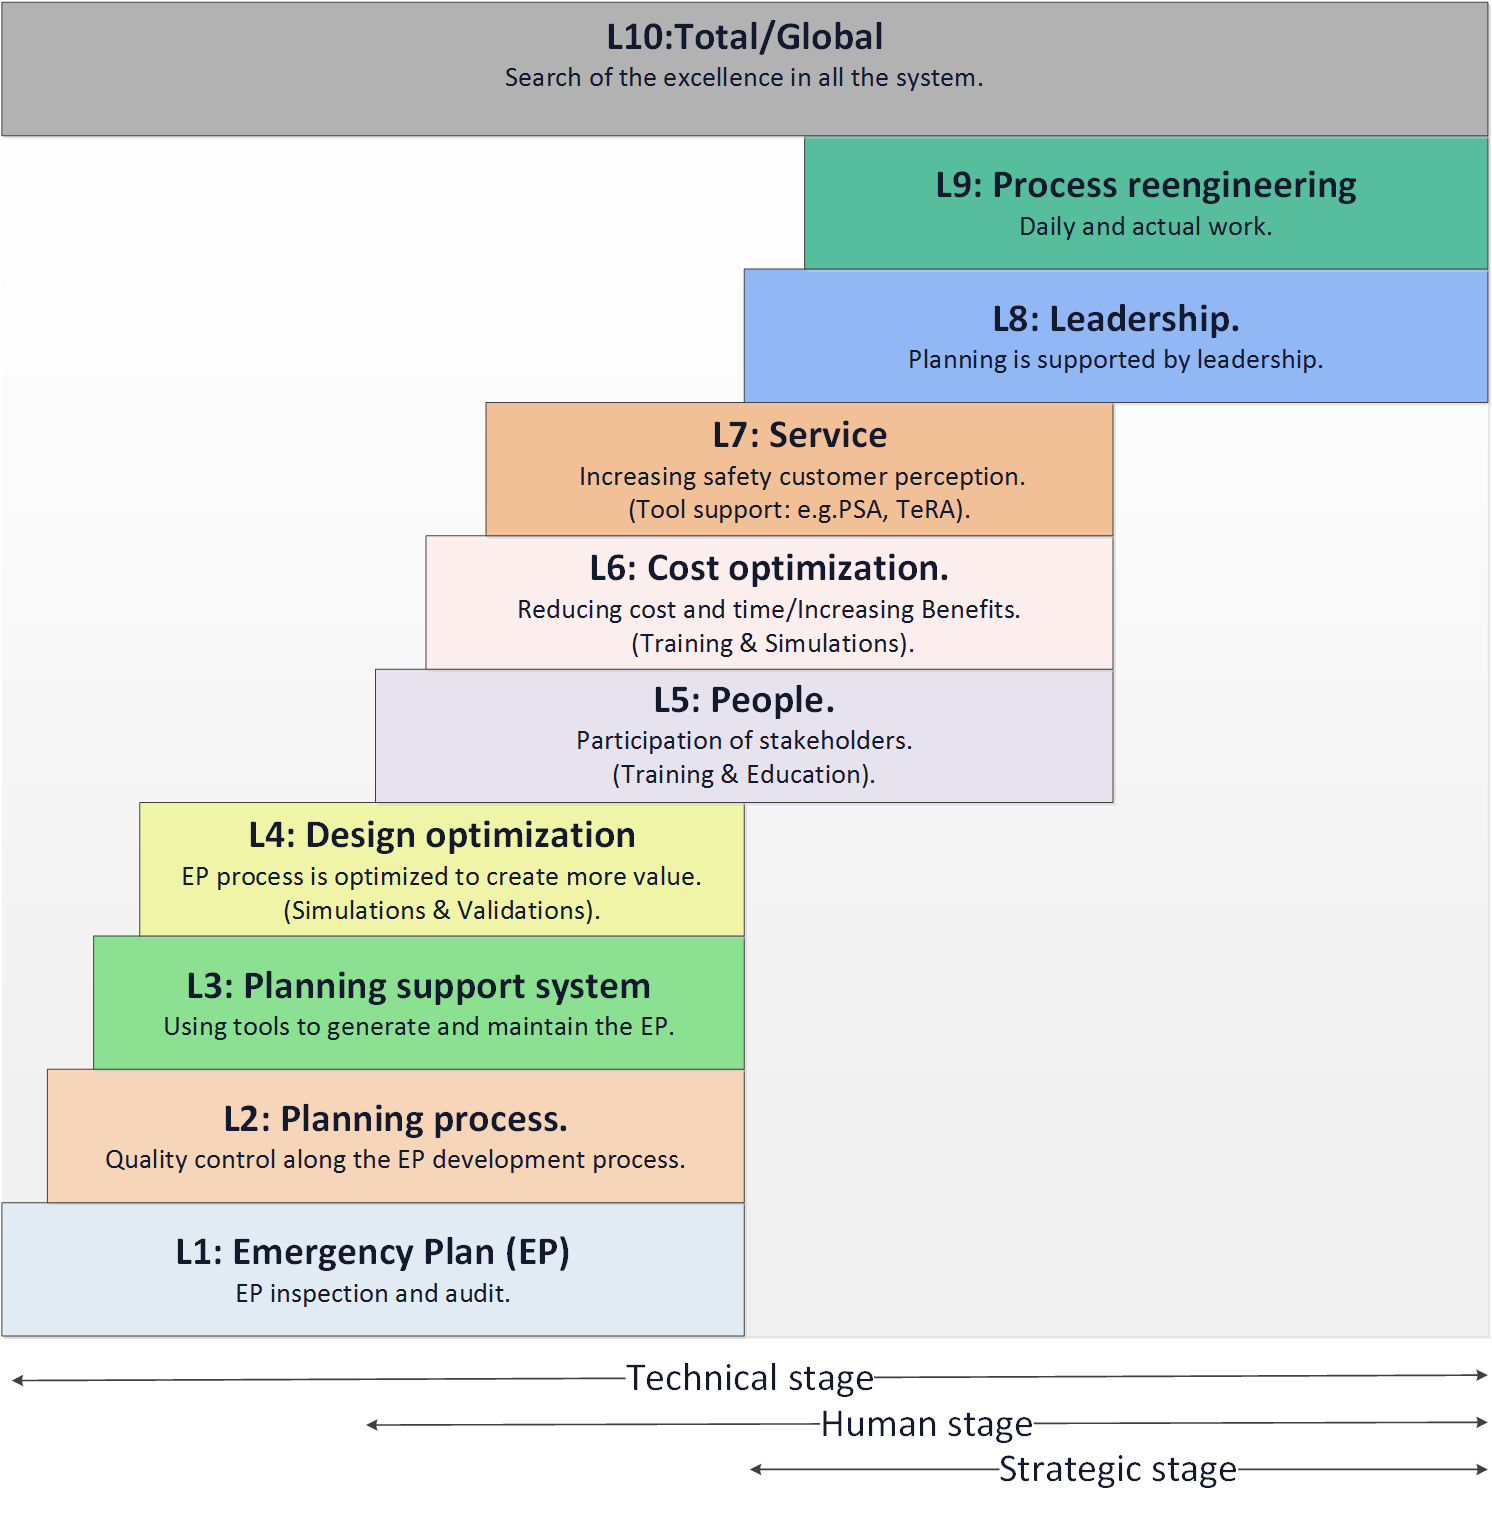 L10:Total/Global
Search of the excellence in all the system.
L9: Process reengineering
Daily and actual work.
L8: Leadership.
Planning is supported by leadership.
L7: Service
Increasing safety customer perception.
(Tool support: e.g.PSA, TeRA).
L6: Cost optimization.
Reducing cost and time/Increasing Benefits.
(Training & Simulations).
L5: People.
Participation of stakeholders.
(Training & Education).
L4: Design optimization
EP process is optimized to create more value.
(Simulations & Validations).
L3: Planning support system
Using tools to generate and maintain the EP.
L2: Planning process.
Quality control along the EP development process.
L1: Emergency Plan (EP)
EP inspection and audit.
Technical stage
Human stage
Strategic stage